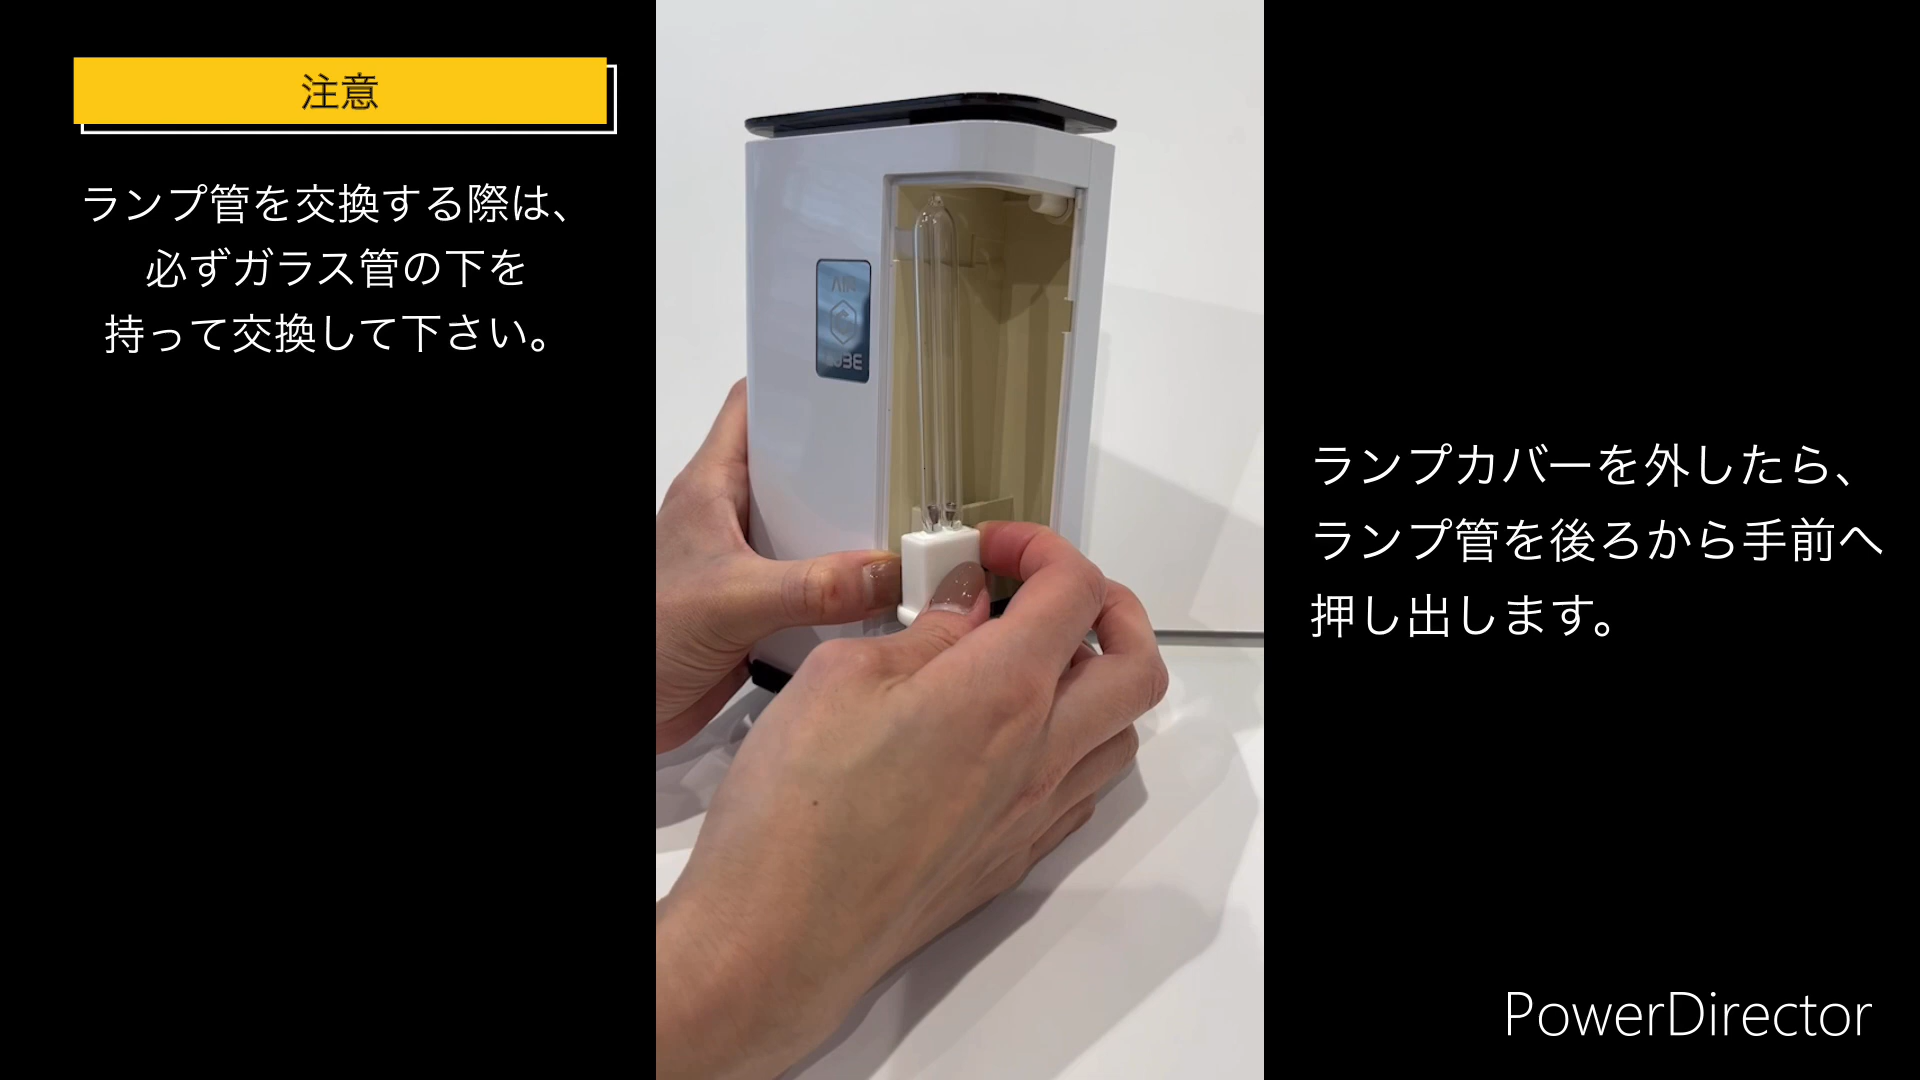 注意
ランプ管を交換する際は、
必ずガラス管の下を
持って交換して下さい。
AIR
ランプカバーを外したら、
ランプ管を後ろから手前へ
押し出します。
PowerDirector